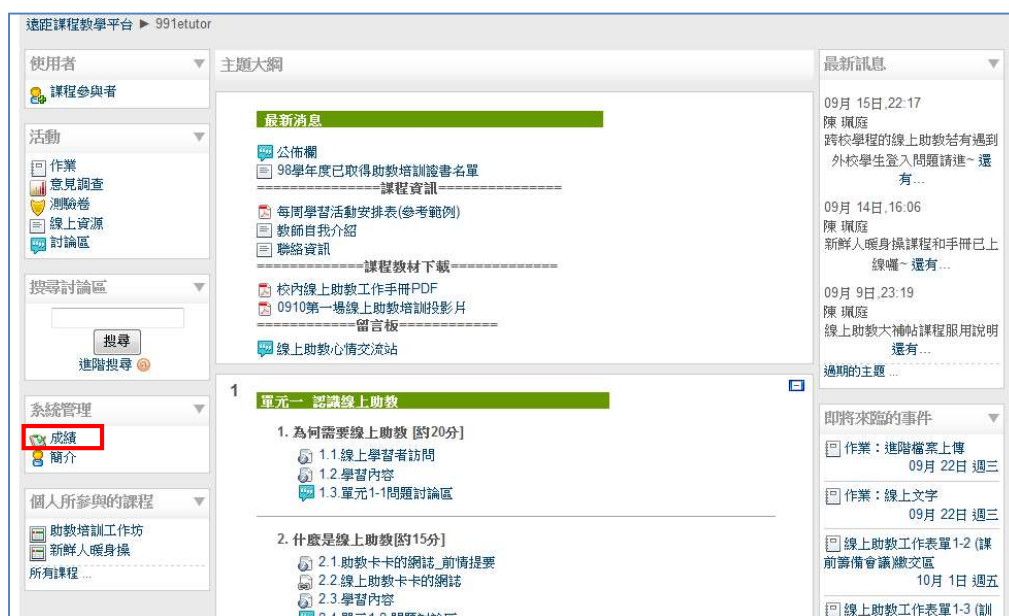 遠距課程教學平台 ► 991etutor
使用者
課程參與者
活動
作業
意見調查
測驗卷
線上資源
討論區
搜尋討論區
搜尋
進階搜尋
系統管理
成績
簡介
個人所參與的課程
助教培訓工作坊
新鮮人暖身操
所有課程 ...
主題大綱
最新消息
公佈欄
98學年度已取得助教培訓證書名單
===============課程資訊===============
每周學習活動安排表(參考範例)
教師自我介紹
聯絡資訊
=============課程教材下載=============
校內線上助教工作手冊PDF
0910第一場線上助教培訓投影片
============留言板============
線上助教心情交流站
1
單元一 認識線上助教
1. 為何需要線上助教 [約20分]
1.1.線上學習者訪問
1.2.學習內容
1.3.單元1-1問題討論區
2. 什麼是線上助教[約15分]
2.1.助教卡卡的網誌_前情提要
2.2.線上助教卡卡的網誌
2.3.學習內容
2.4.單元1-2 問題討論區
最新訊息
09月 15日,22:17
陳 珮庭
跨校學程的線上助教若有遇到
外校學生登入問題請進~ 還
有...
09月 14日,16:06
陳 珮庭
新鮮人暖身操課程和手冊已上
線囉~ 還有...
09月 9日,23:19
陳 珮庭
線上助教大補帖課程服用說明
還有...
過期的主題 ...
即將來臨的事件
作業：進階檔案上傳
09月 22日 週三
作業：線上文字
09月 22日 週三
線上助教工作表單1-2 (課
前籌備會議)繳交區
10月 1日 週五
線上助教工作表單1-3 (訓